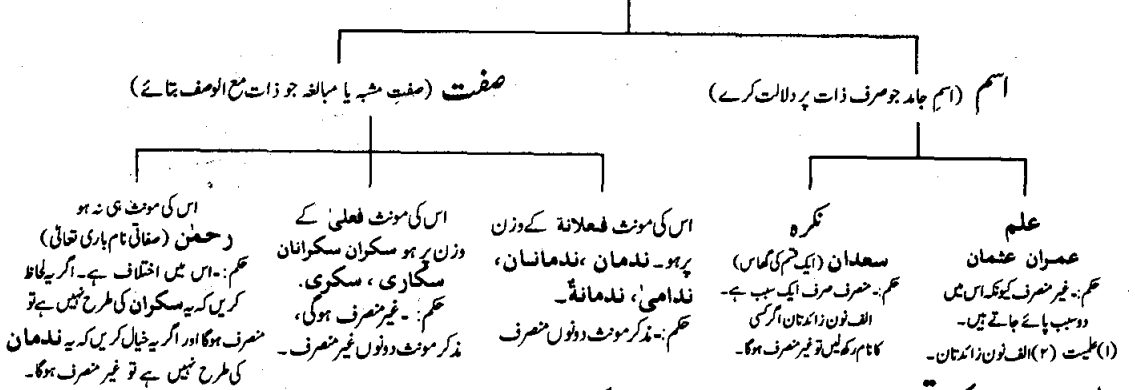 اسم (اسمِ جامد جو صرف ذات پر دلالت کرے)
صفت (صفتِ مشبہ یا مبالغہ جو ذات مع الوصف بتائے)
علم
عمران عثمان
حکم:۔ غیر منصرف کیونکہ اس میں
دو سبب پائے جاتے ہیں۔
(۱) علمیت (۲) الف نون زائدتان۔
نکرہ
سعدان (ایک قسم کی گھاس)
حکم:۔ منصرف صرف ایک سبب ہے۔
الف نون زائدتان اگر کسی
کا نام رکھ لیں تو غیر منصرف ہوگا۔
اس کی مونث فعلانة کے وزن
پر ہو۔ ندمان، ندمانان،
ندامیٰ، ندمانةٌ۔
حکم:۔ مذکر مونث دونوں منصرف
اس کی مونث فعلیٰ کے
وزن پر ہو سکران سکرانان
سکاری، سکری.
حکم:۔ غیر منصرف ہوگی،
مذکر مونث دونوں غیر منصرف۔
اس کی مونث ہی نہ ہو
رحمٰن (صفاتی نام باری تعالیٰ)
حکم:۔ اس میں اختلاف ہے۔ اگر یہ لحاظ
کریں کہ یہ سکران کی طرح نہیں ہے تو
منصرف ہوگا اور اگر یہ خیال کریں کہ یہ ندمان
کی طرح نہیں ہے تو غیر منصرف ہوگا۔